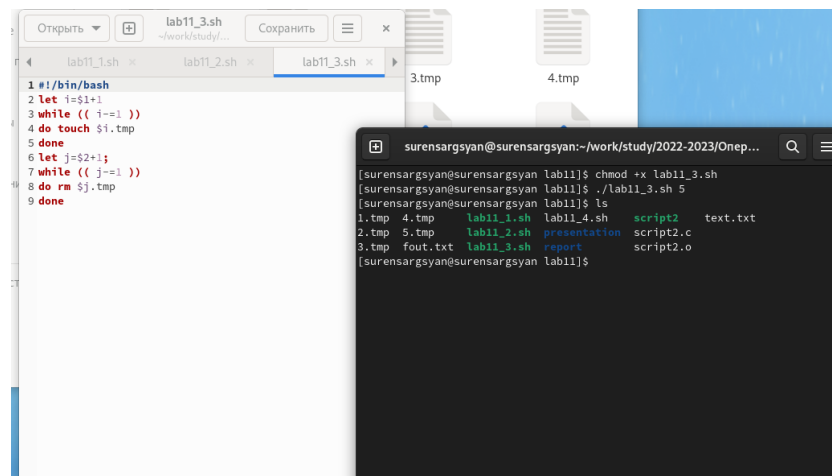 Открыть
lab11_3.sh
~/work/study/...
Сохранить
lab11_1.sh
lab11_2.sh
lab11_3.sh
1 #!/bin/bash
2 let i=$1+1
3 while (( i-=1 ))
4 do touch $i.tmp
5 done
6 let j=$2+1;
7 while (( j-=1 ))
8 do rm $j.tmp
9 done
3.tmp
4.tmp
surensargsyan@surensargsyan:~/work/study/2022-2023/Опер...
[surensargsyan@surensargsyan lab11]$ chmod +x lab11_3.sh
[surensargsyan@surensargsyan lab11]$ ./lab11_3.sh 5
[surensargsyan@surensargsyan lab11]$ ls
1.tmp 4.tmp lab11_1.sh lab11_4.sh script2 text.txt
2.tmp 5.tmp lab11_2.sh presentation script2.c
3.tmp fout.txt lab11_3.sh report script2.o
[surensargsyan@surensargsyan lab11]$